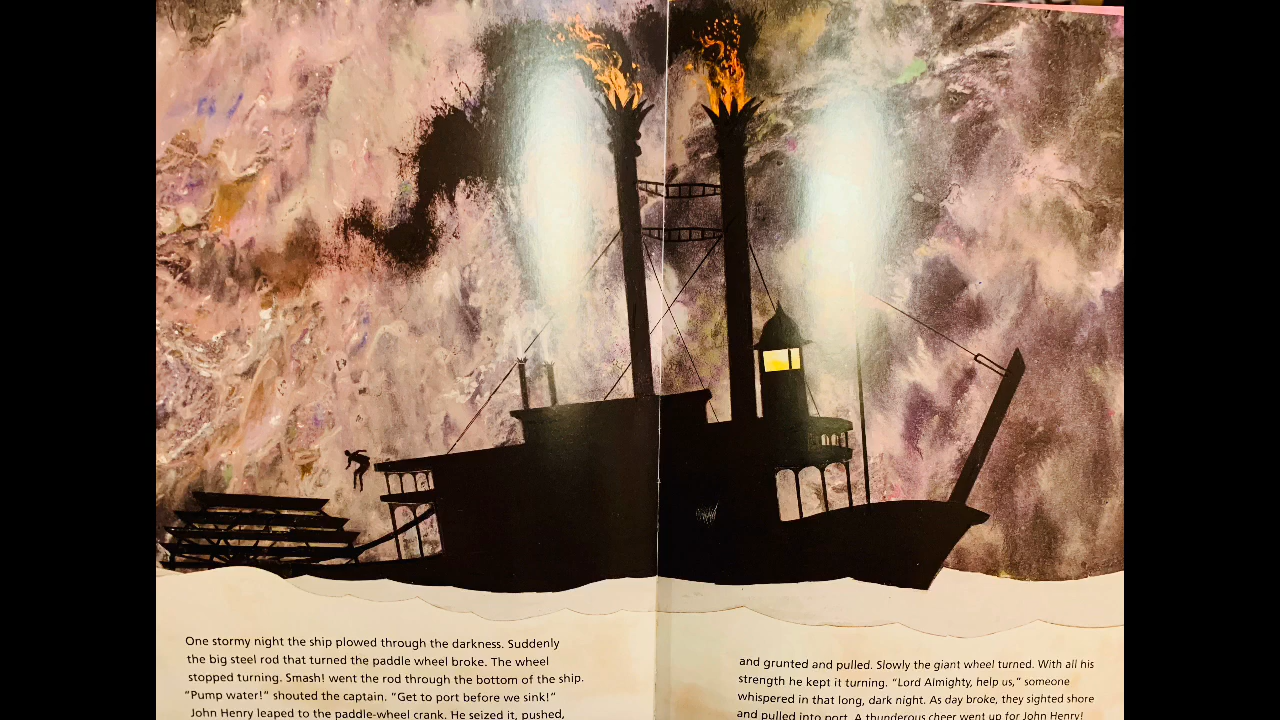 One stormy night the ship plowed through the darkness. Suddenly
the big steel rod that turned the paddle wheel broke. The wheel
stopped turning. Smash! went the rod through the bottom of the ship.
"Pump water!" shouted the captain. "Get to port before we sink!"
John Henry leaped to the paddle-wheel crank. He seized it, pushed,
and grunted and pulled. Slowly the giant wheel turned. With all his
strength he kept it turning. "Lord Almighty, help us," someone
whispered in that long, dark night. As day broke, they sighted shore
and pulled into port. A thunderous cheer went up for John Henry!